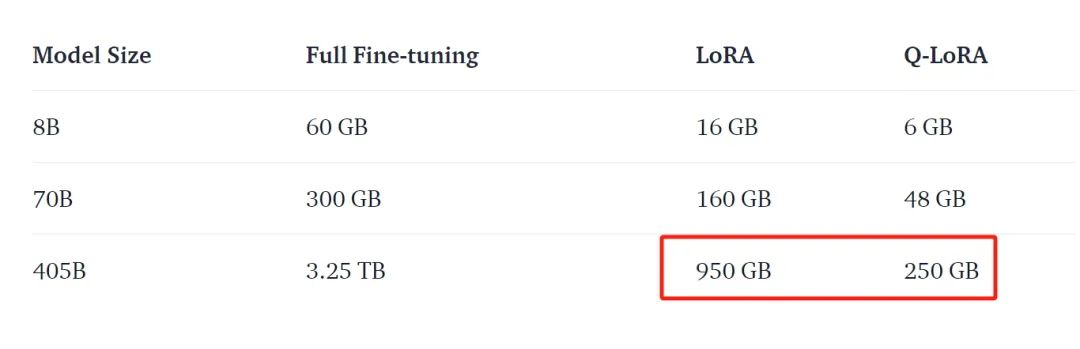 Model Size Full Fine-tuning LoRA Q-LoRA
8B 60 GB 16 GB 6 GB
70B 300 GB 160 GB 48 GB
405B 3.25 TB 950 GB 250 GB